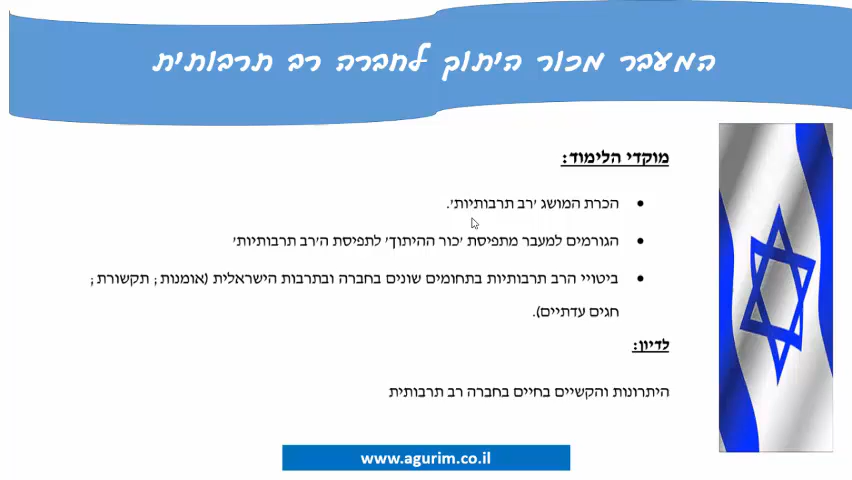 המעבר מכור היתוך לחברה רב תרבותית
מוקדי הלימוד:
• הכרת המושג 'רב תרבותיות'.
• הגורמים למעבר מתפיסת 'כור ההיתוך' לתפיסת ה'רב תרבותיות'
• ביטויי הרב תרבותיות בתחומים שונים בחברה ובתרבות הישראלית (אומנות; תקשורת;
חגים עדתיים).
לדיון:
היתרונות והקשיים בחיים בחברה רב תרבותית
www.agurim.co.il